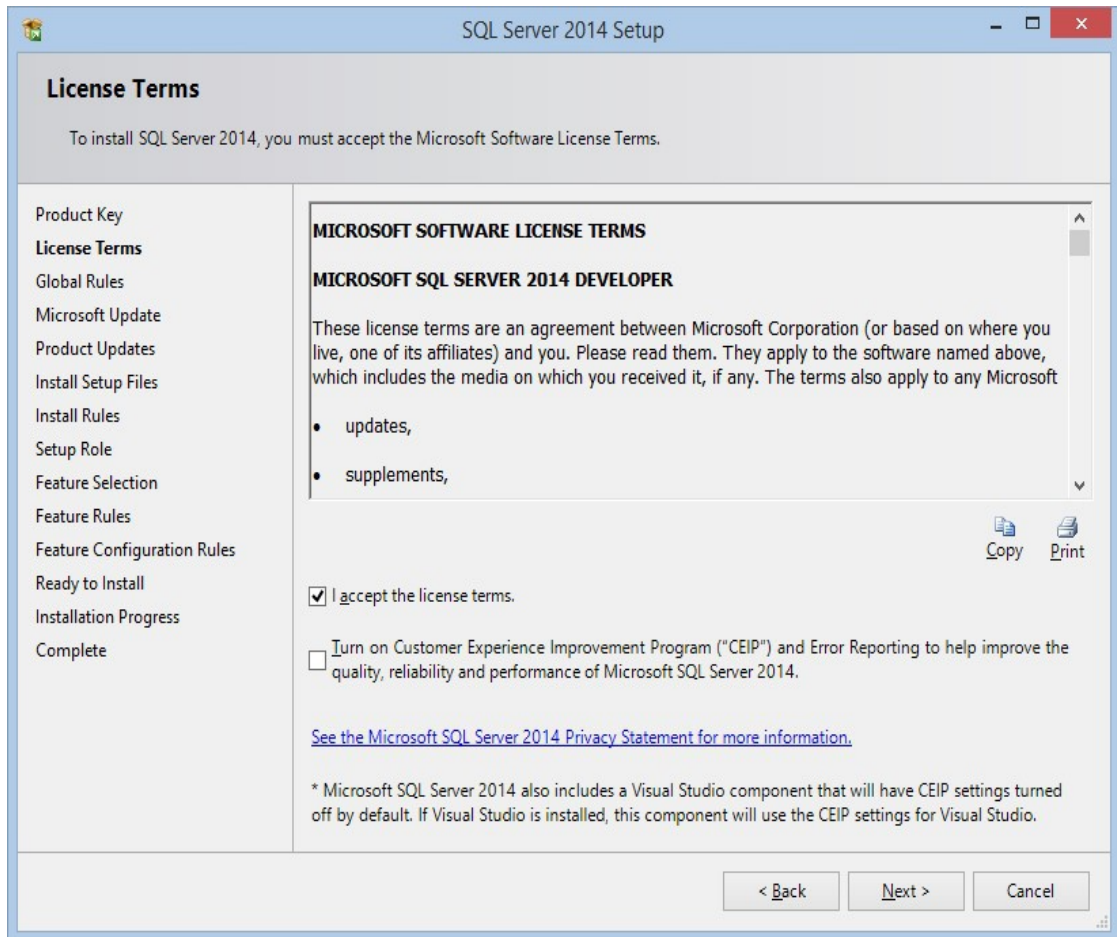 SQL Server 2014 Setup
License Terms
To install SQL Server 2014, you must accept the Microsoft Software License Terms.
Product Key
License Terms
Global Rules
Microsoft Update
Product Updates
Install Setup Files
Install Rules
Setup Role
Feature Selection
Feature Rules
Feature Configuration Rules
Ready to Install
Installation Progress
Complete
MICROSOFT SOFTWARE LICENSE TERMS
MICROSOFT SQL SERVER 2014 DEVELOPER
These license terms are an agreement between Microsoft Corporation (or based on where you
live, one of its affiliates) and you. Please read them. They apply to the software named above,
which includes the media on which you received it, if any. The terms also apply to any Microsoft
• updates,
• supplements,
Copy Print
I accept the license terms.
Turn on Customer Experience Improvement Program ("CEIP") and Error Reporting to help improve the
quality, reliability and performance of Microsoft SQL Server 2014.
See the Microsoft SQL Server 2014 Privacy Statement for more information.
* Microsoft SQL Server 2014 also includes a Visual Studio component that will have CEIP settings turned
off by default. If Visual Studio is installed, this component will use the CEIP settings for Visual Studio.
< Back Next > Cancel